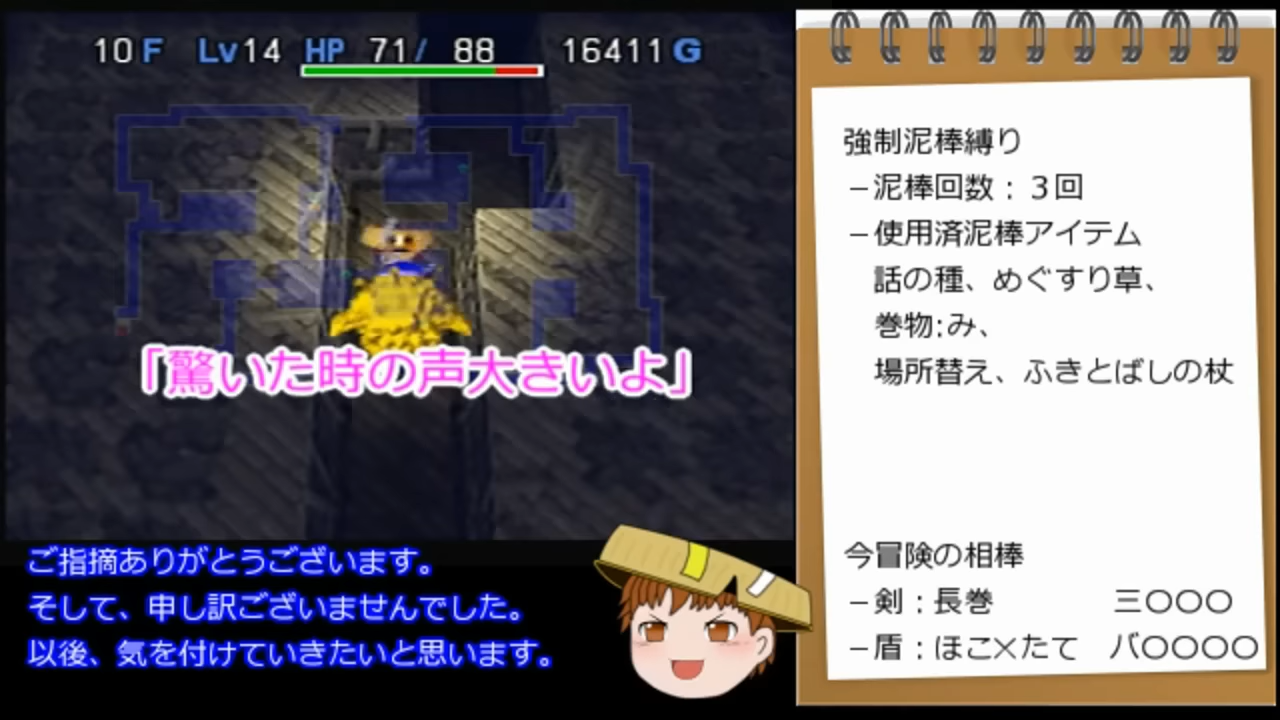 10F Lv14 HP 71/ 88 16411G
「驚いた時の声大きいよ」
ご指摘ありがとうございます。
そして、申し訳ございませんでした。
以後、気を付けていきたいと思います。
強制泥棒縛り
－泥棒回数：３回
－使用済泥棒アイテム
話の種、めぐすり草、
巻物:み、
場所替え、ふきとばしの杖
今冒険の相棒
－剣：長巻 三〇〇〇
－盾：ほこ×たて バ〇〇〇〇